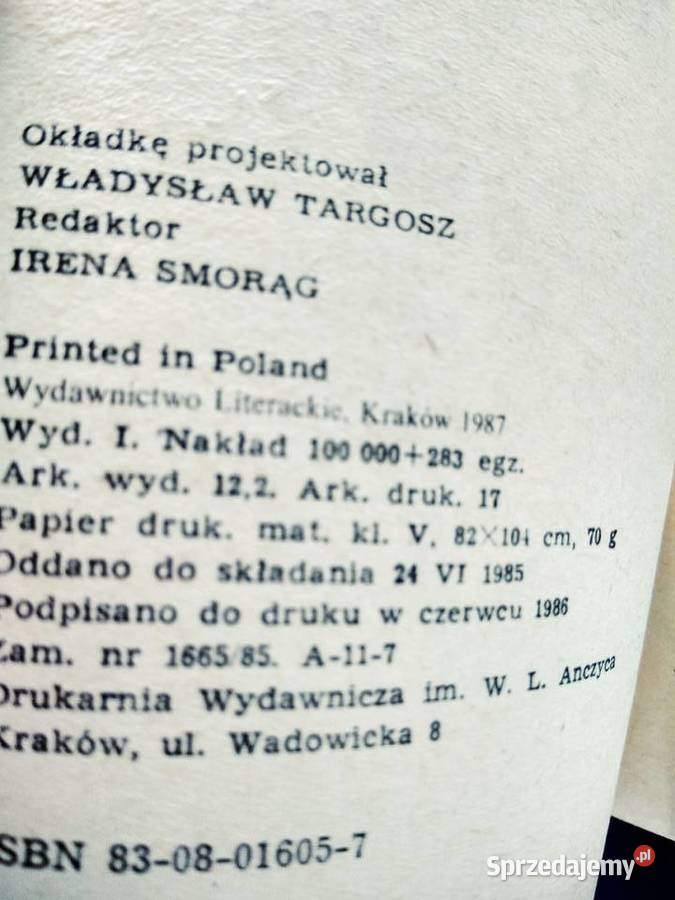 Okładkę projektował
WŁADYSŁAW TARGOSZ
Redaktor
IRENA SMORĄG
Printed in Poland
Wydawnictwo Literackie, Kraków 1987
Wyd. I. Nakład 100 000+283 egz.
Ark. wyd. 12,2. Ark. druk. 17
Papier druk. mat. kl. V, 82×104 cm, 70 g
Oddano do składania 24 VI 1985
Podpisano do druku w czerwcu 1986
Zam. nr 1665/85. A-11-7
Drukarnia Wydawnicza im. W. L. Anczyca
Kraków, ul. Wadowicka 8
ISBN 83-08-01605-7
Sprzedajemy.pl